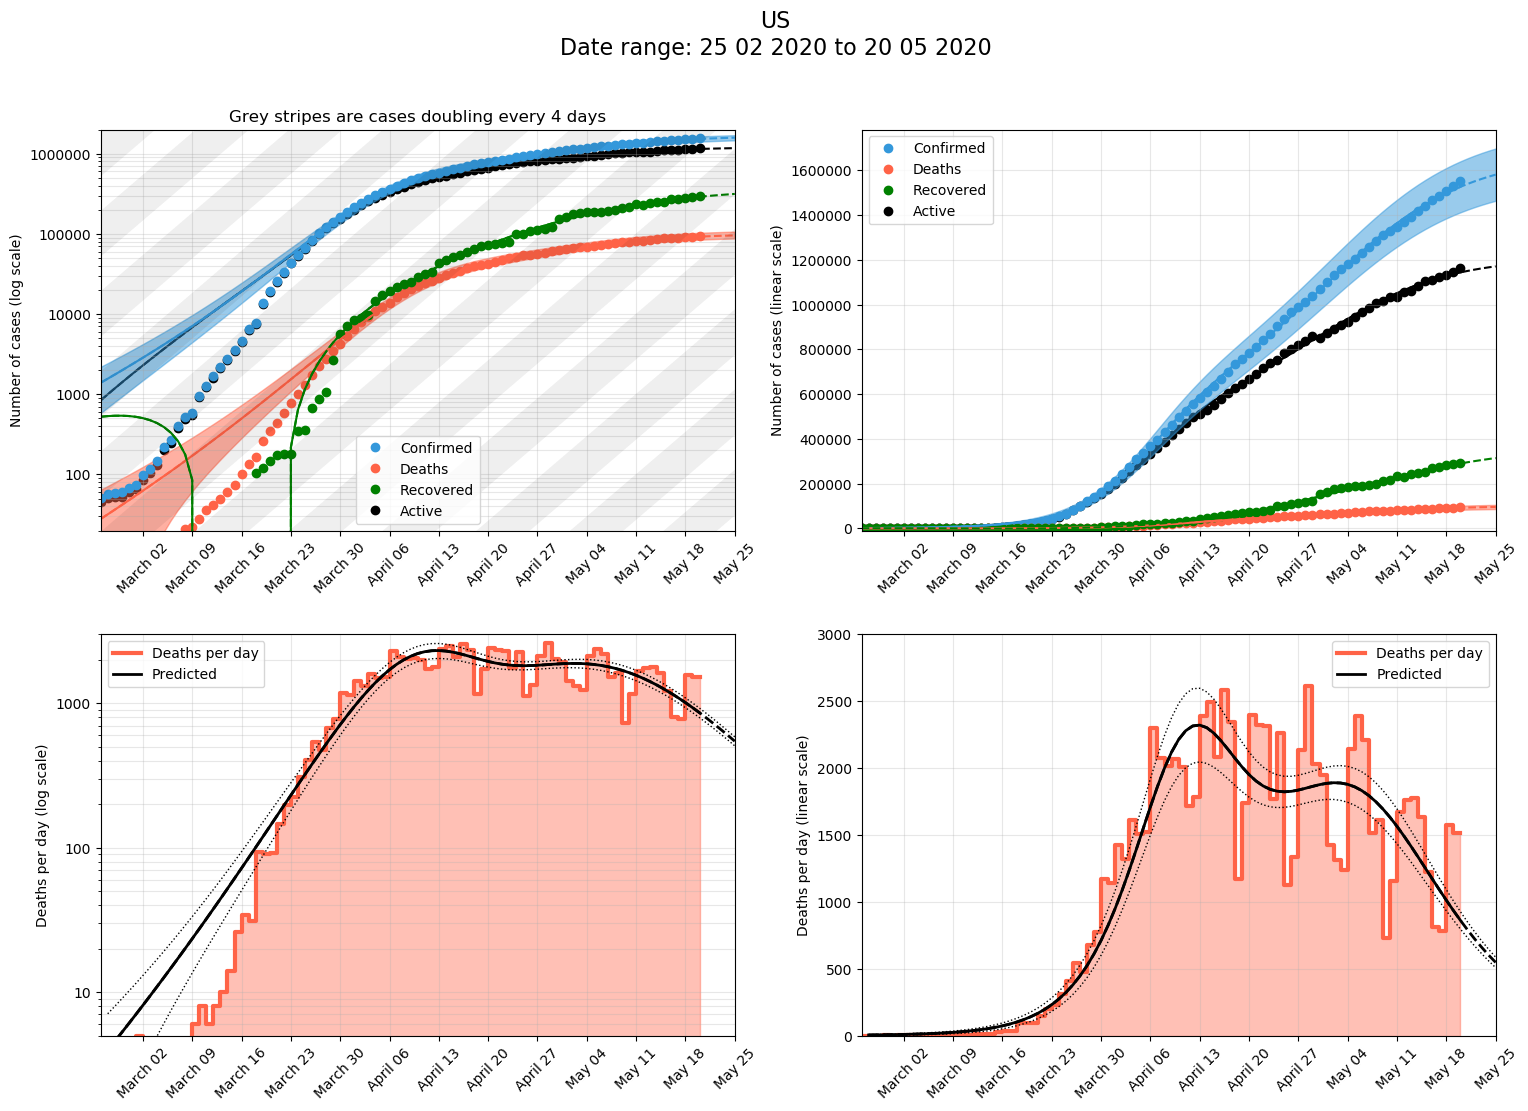 US
Date range: 25 02 2020 to 20 05 2020
Grey stripes are cases doubling every 4 days
Number of cases (log scale)
1000000
100000
10000
1000
100
Confirmed
Deaths
Recovered
Active
March 02
March 09
March 16
March 23
March 30
April 06
April 13
April 20
April 27
May 04
May 11
May 18
May 25
Number of cases (linear scale)
1600000
1400000
1200000
1000000
800000
600000
400000
200000
0
Confirmed
Deaths
Recovered
Active
March 02
March 09
March 16
March 23
March 30
April 06
April 13
April 20
April 27
May 04
May 11
May 18
May 25
Deaths per day (log scale)
1000
100
10
Deaths per day
Predicted
March 02
March 09
March 16
March 23
March 30
April 06
April 13
April 20
April 27
May 04
May 11
May 18
May 25
Deaths per day (linear scale)
3000
2500
2000
1500
1000
500
0
Deaths per day
Predicted
March 02
March 09
March 16
March 23
March 30
April 06
April 13
April 20
April 27
May 04
May 11
May 18
May 25